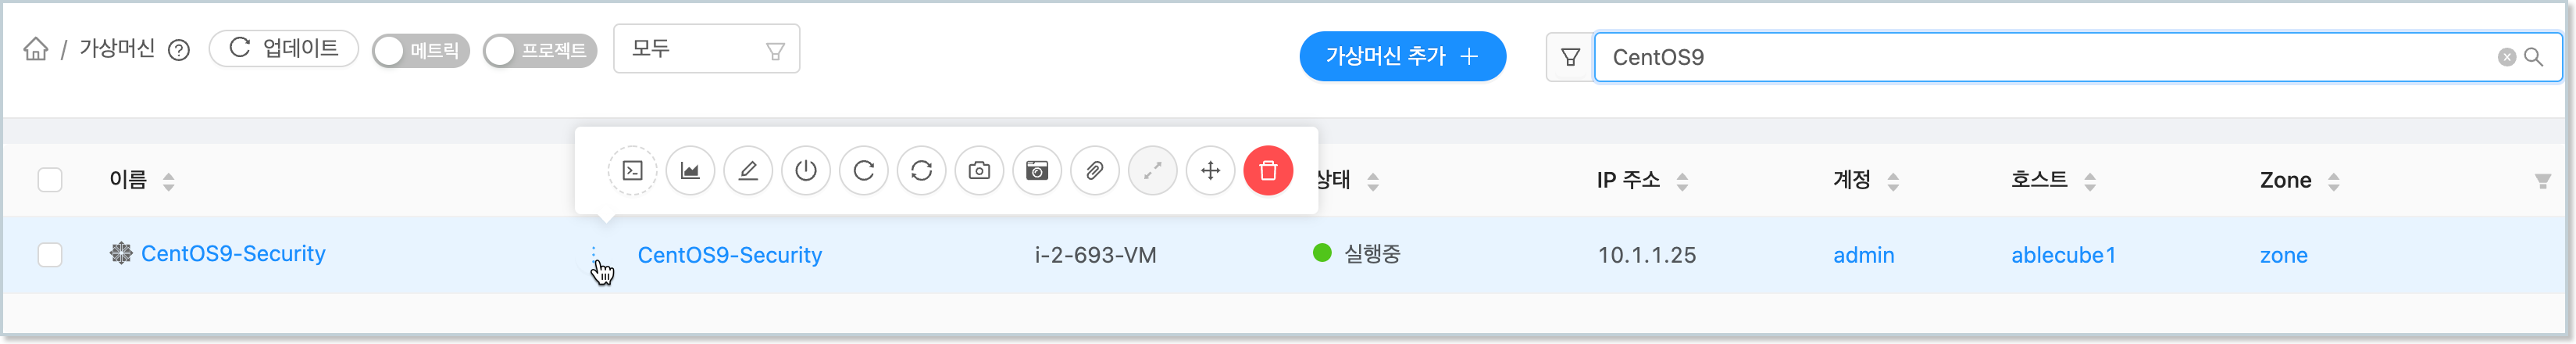 / 가상머신 업데이트 메트릭 프로젝트 모두 가상머신 추가 CentOS9
이름 상태 IP 주소 계정 호스트 Zone
CentOS9-Security CentOS9-Security i-2-693-VM 실행중 10.1.1.25 admin ablecube1 zone